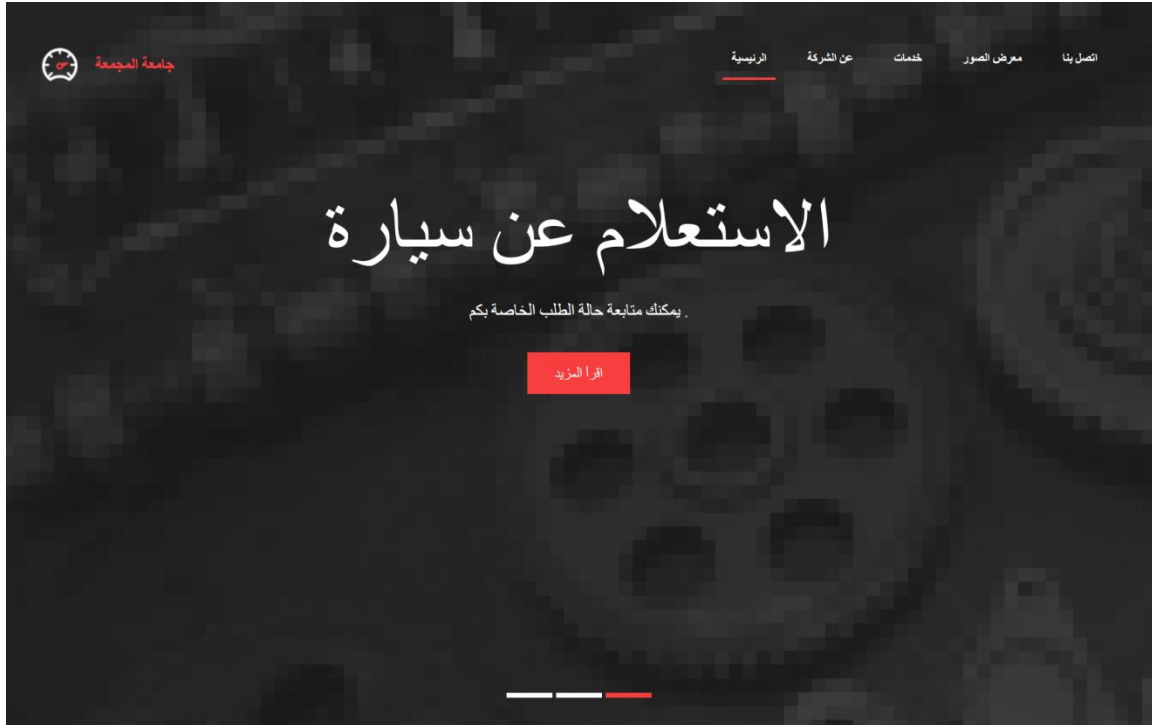 جامعة المجمعة
الرئيسية
عن الشركة
خدمات
معرض الصور
اتصل بنا
الاستعلام عن سيارة
. يمكنك متابعة حالة الطلب الخاصة بكم
اقرأ المزيد